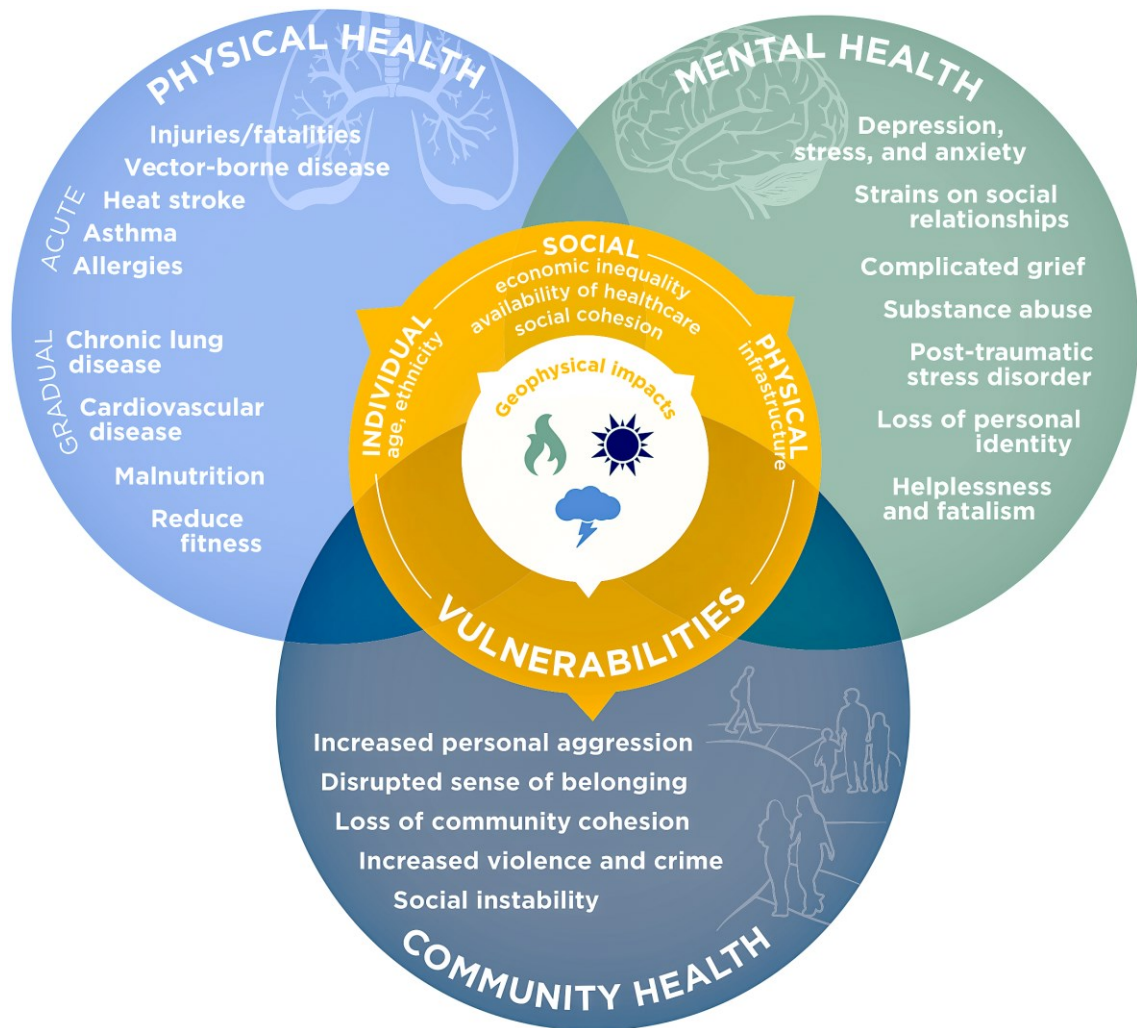 PHYSICAL HEALTH
Injuries/fatalities
Vector-borne disease
Heat stroke
Asthma
Allergies
ACUTE
Chronic lung
disease
Cardiovascular
disease
Malnutrition
Reduce
fitness
GRADUAL
MENTAL HEALTH
Depression,
stress, and anxiety
Strains on social
relationships
Complicated grief
Substance abuse
Post-traumatic
stress disorder
Loss of personal
identity
Helplessness
and fatalism
SOCIAL
economic inequality
availability of healthcare
social cohesion
INDIVIDUAL
age, ethnicity
PHYSICAL
infrastructure
Geophysical impacts
VULNERABILITIES
Increased personal aggression
Disrupted sense of belonging
Loss of community cohesion
Increased violence and crime
Social instability
COMMUNITY HEALTH